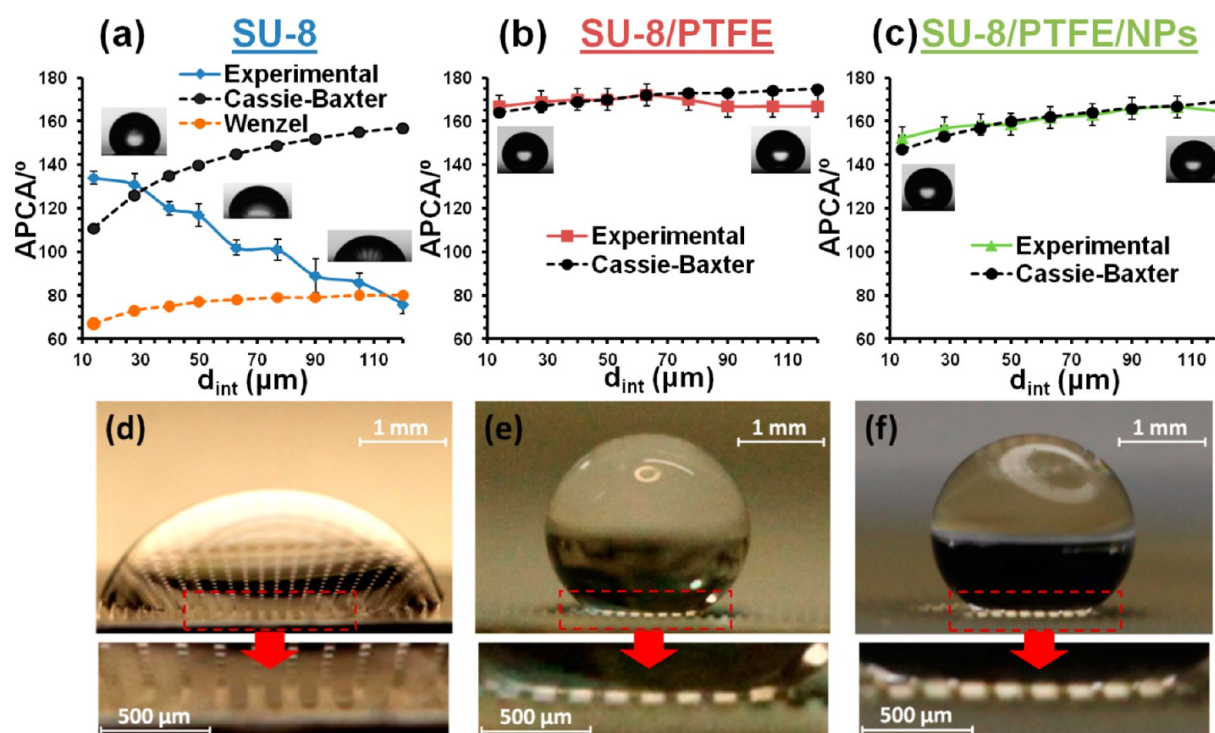 (a) SU-8
180
160
140
120
100
80
60
APCA/º
Experimental
Cassie-Baxter
Wenzel
10 30 50 70 90 110
d_int (μm)
(b) SU-8/PTFE
180
160
140
120
100
80
60
APCA/º
Experimental
Cassie-Baxter
10 30 50 70 90 110
d_int (μm)
(c) SU-8/PTFE/NPs
180
160
140
120
100
80
60
APCA/º
Experimental
Cassie-Baxter
10 30 50 70 90 110
d_int (μm)
(d)
1 mm
500 μm
(e)
1 mm
500 μm
(f)
1 mm
500 μm